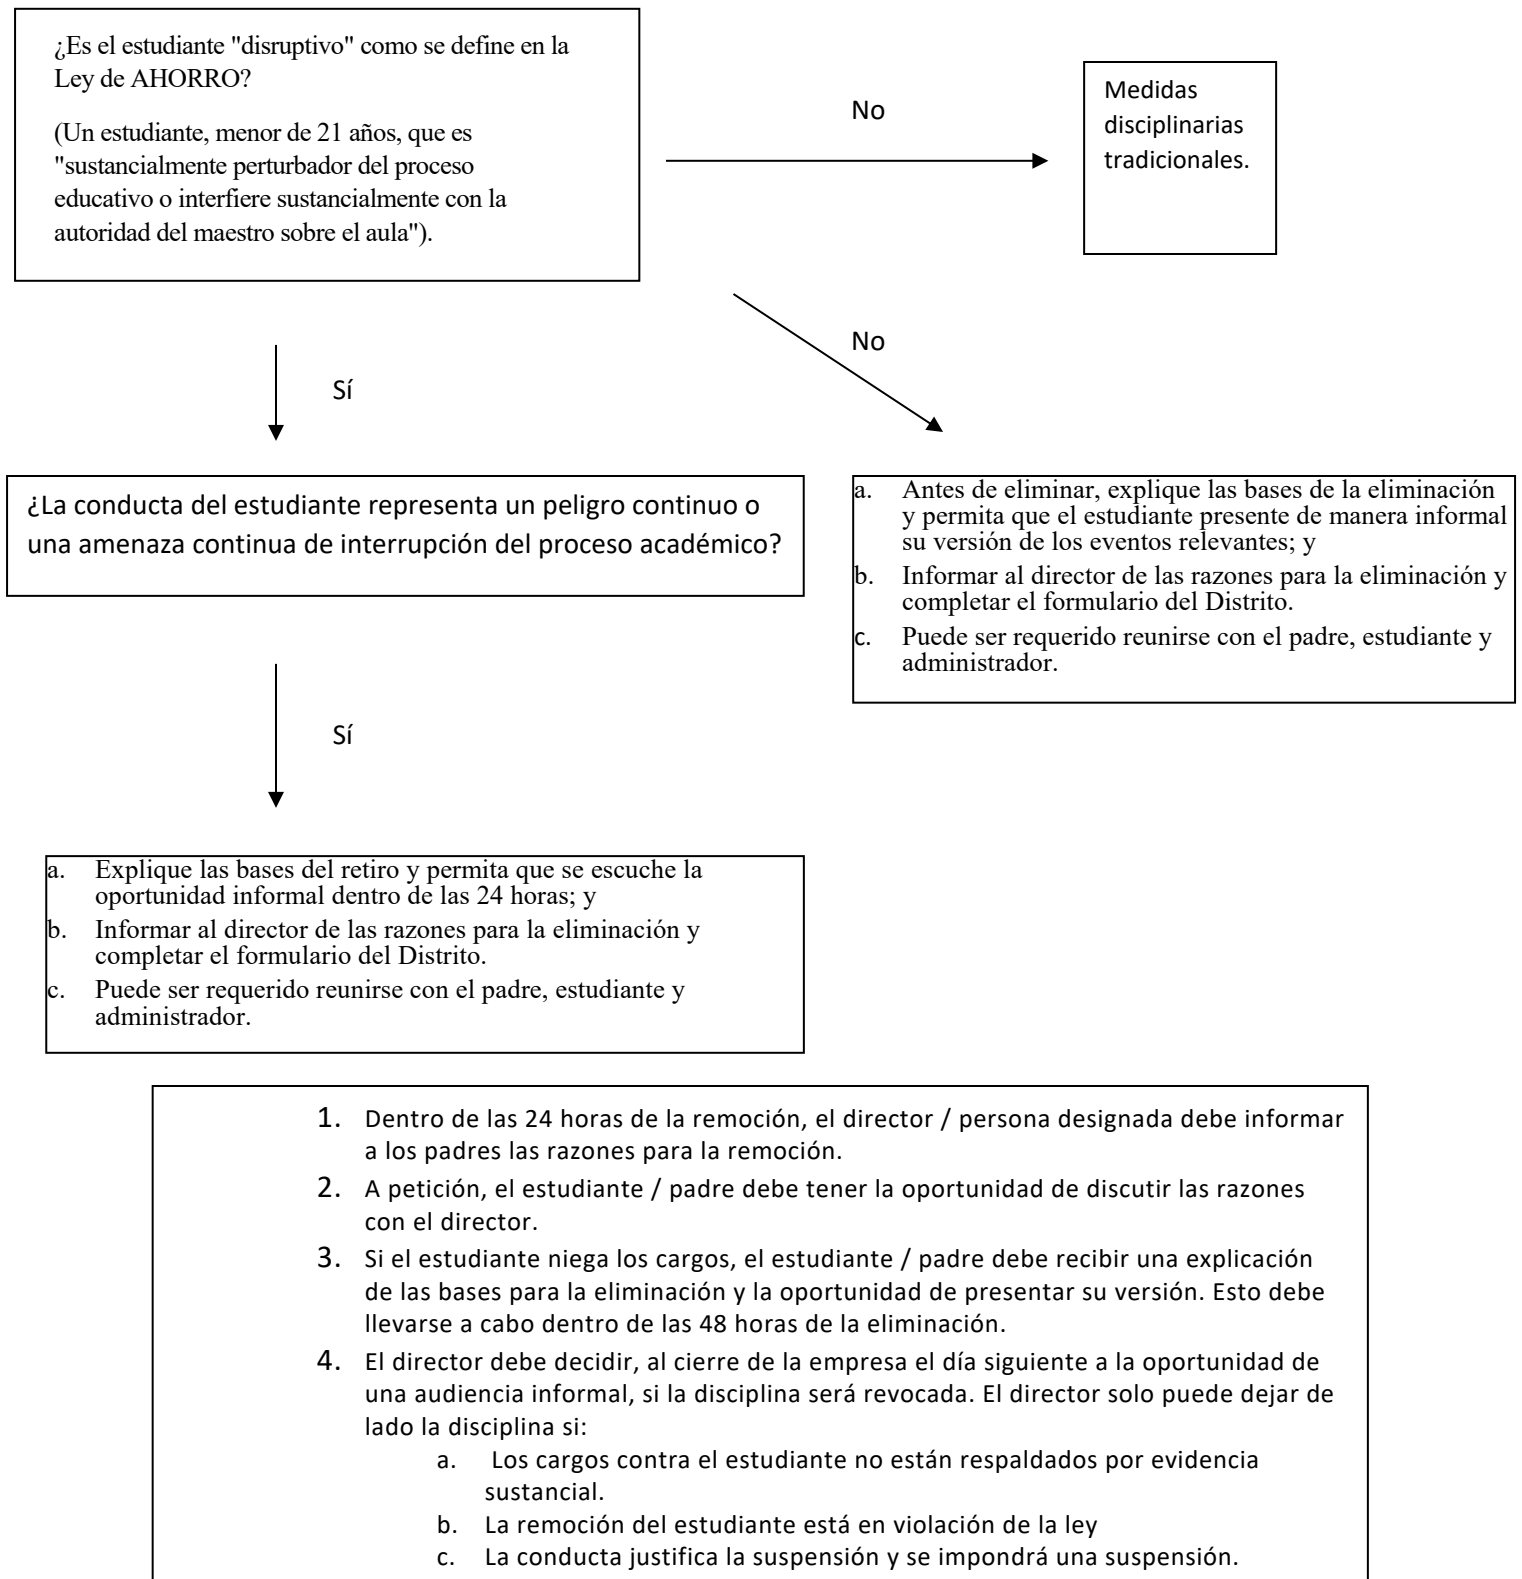 ¿Es el estudiante "disruptivo" como se define en la
Ley de AHORRO?
(Un estudiante, menor de 21 años, que es
"sustancialmente perturbador del proceso
educativo o interfiere sustancialmente con la
autoridad del maestro sobre el aula").
No
Medidas
disciplinarias
tradicionales.
No
Sí
¿La conducta del estudiante representa un peligro continuo o
una amenaza continua de interrupción del proceso académico?
a. Antes de eliminar, explique las bases de la eliminación
y permita que el estudiante presente de manera informal
su versión de los eventos relevantes; y
b. Informar al director de las razones para la eliminación y
completar el formulario del Distrito.
c. Puede ser requerido reunirse con el padre, estudiante y
administrador.
Sí
a. Explique las bases del retiro y permita que se escuche la
oportunidad informal dentro de las 24 horas; y
b. Informar al director de las razones para la eliminación y
completar el formulario del Distrito.
c. Puede ser requerido reunirse con el padre, estudiante y
administrador.
1. Dentro de las 24 horas de la remoción, el director / persona designada debe informar
a los padres las razones para la remoción.
2. A petición, el estudiante / padre debe tener la oportunidad de discutir las razones
con el director.
3. Si el estudiante niega los cargos, el estudiante / padre debe recibir una explicación
de las bases para la eliminación y la oportunidad de presentar su versión. Esto debe
llevarse a cabo dentro de las 48 horas de la eliminación.
4. El director debe decidir, al cierre de la empresa el día siguiente a la oportunidad de
una audiencia informal, si la disciplina será revocada. El director solo puede dejar de
lado la disciplina si:
a. Los cargos contra el estudiante no están respaldados por evidencia
sustancial.
b. La remoción del estudiante está en violación de la ley
c. La conducta justifica la suspensión y se impondrá una suspensión.